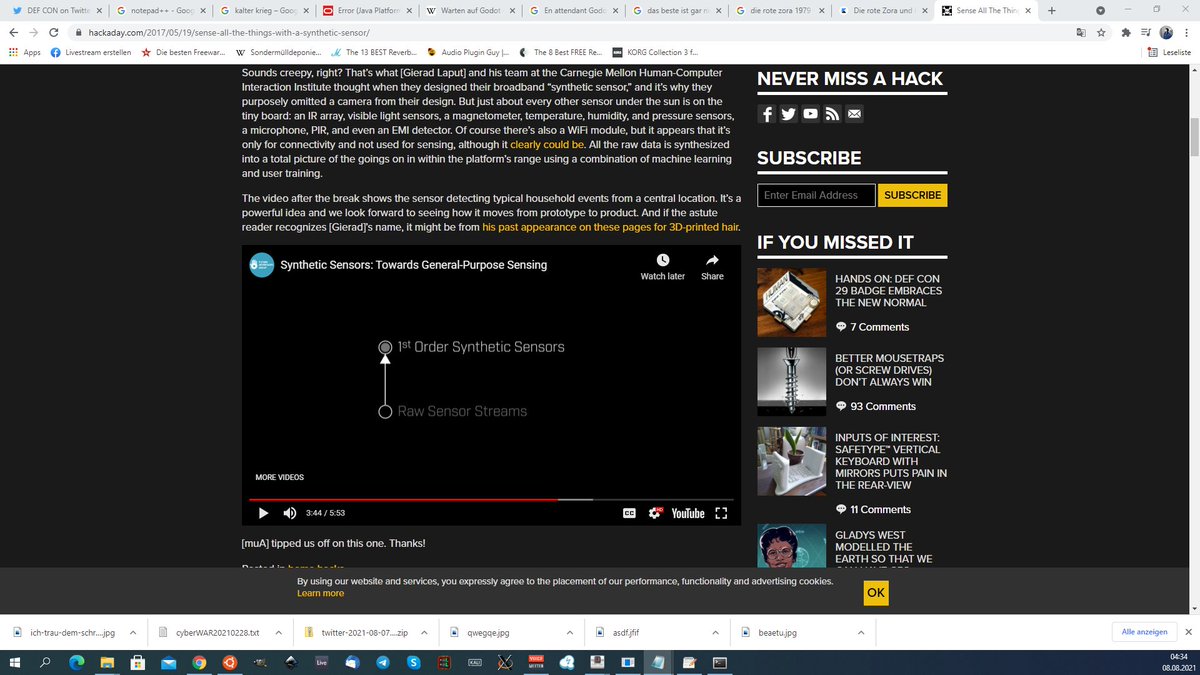 DEF CON on Twitte
notepad++ - Goog
kalter krieg – Goog
Error (Java Platform
Warten auf Godot
En attendant Godo
das beste ist gar ni
die rote zora 1979
Die rote Zora und i
Sense All The Thin
hackaday.com/2017/05/19/sense-all-the-things-with-a-synthetic-sensor/
Apps
Livestream erstellen
Die besten Freewar...
Sondermülldeponie...
The 13 BEST Reverb...
Audio Plugin Guy |...
The 8 Best FREE Re...
KORG Collection 3 f...
Leseliste
Sounds creepy, right? That's what [Gierad Laput] and his team at the Carnegie Mellon Human-Computer
Interaction Institute thought when they designed their broadband “synthetic sensor,” and it's why they
purposely omitted a camera from their design. But just about every other sensor under the sun is on the
tiny board: an IR array, visible light sensors, a magnetometer, temperature, humidity, and pressure sensors,
a microphone, PIR, and even an EMI detector. Of course there's also a WiFi module, but it appears that it's
only for connectivity and not used for sensing, although it clearly could be. All the raw data is synthesized
into a total picture of the goings on in within the platform's range using a combination of machine learning
and user training.
The video after the break shows the sensor detecting typical household events from a central location. It's a
powerful idea and we look forward to seeing how it moves from prototype to product. And if the astute
reader recognizes [Gierad]'s name, it might be from his past appearance on these pages for 3D-printed hair.
Synthetic Sensors: Towards General-Purpose Sensing
Watch later
Share
1st Order Synthetic Sensors
Raw Sensor Streams
MORE VIDEOS
3:44 / 5:53
CC
HD
YouTube
[muA] tipped us off on this one. Thanks!
Posted in home hacks
NEVER MISS A HACK
SUBSCRIBE
Enter Email Address
SUBSCRIBE
IF YOU MISSED IT
HANDS ON: DEF CON
29 BADGE EMBRACES
THE NEW NORMAL
7 Comments
BETTER MOUSETRAPS
(OR SCREW DRIVES)
DON'T ALWAYS WIN
93 Comments
INPUTS OF INTEREST:
SAFETYPE™ VERTICAL
KEYBOARD WITH
MIRRORS PUTS PAIN IN
THE REAR-VIEW
11 Comments
GLADYS WEST
MODELLED THE
EARTH SO THAT WE
By using our website and services, you expressly agree to the placement of our performance, functionality and advertising cookies.
Learn more
OK
ich-trau-dem-schr....jpg
cyberWAR20210228.txt
twitter-2021-08-07....zip
qwegqe.jpg
asdf.jfif
beaetu.jpg
Alle anzeigen
Live
04:34
08.08.2021